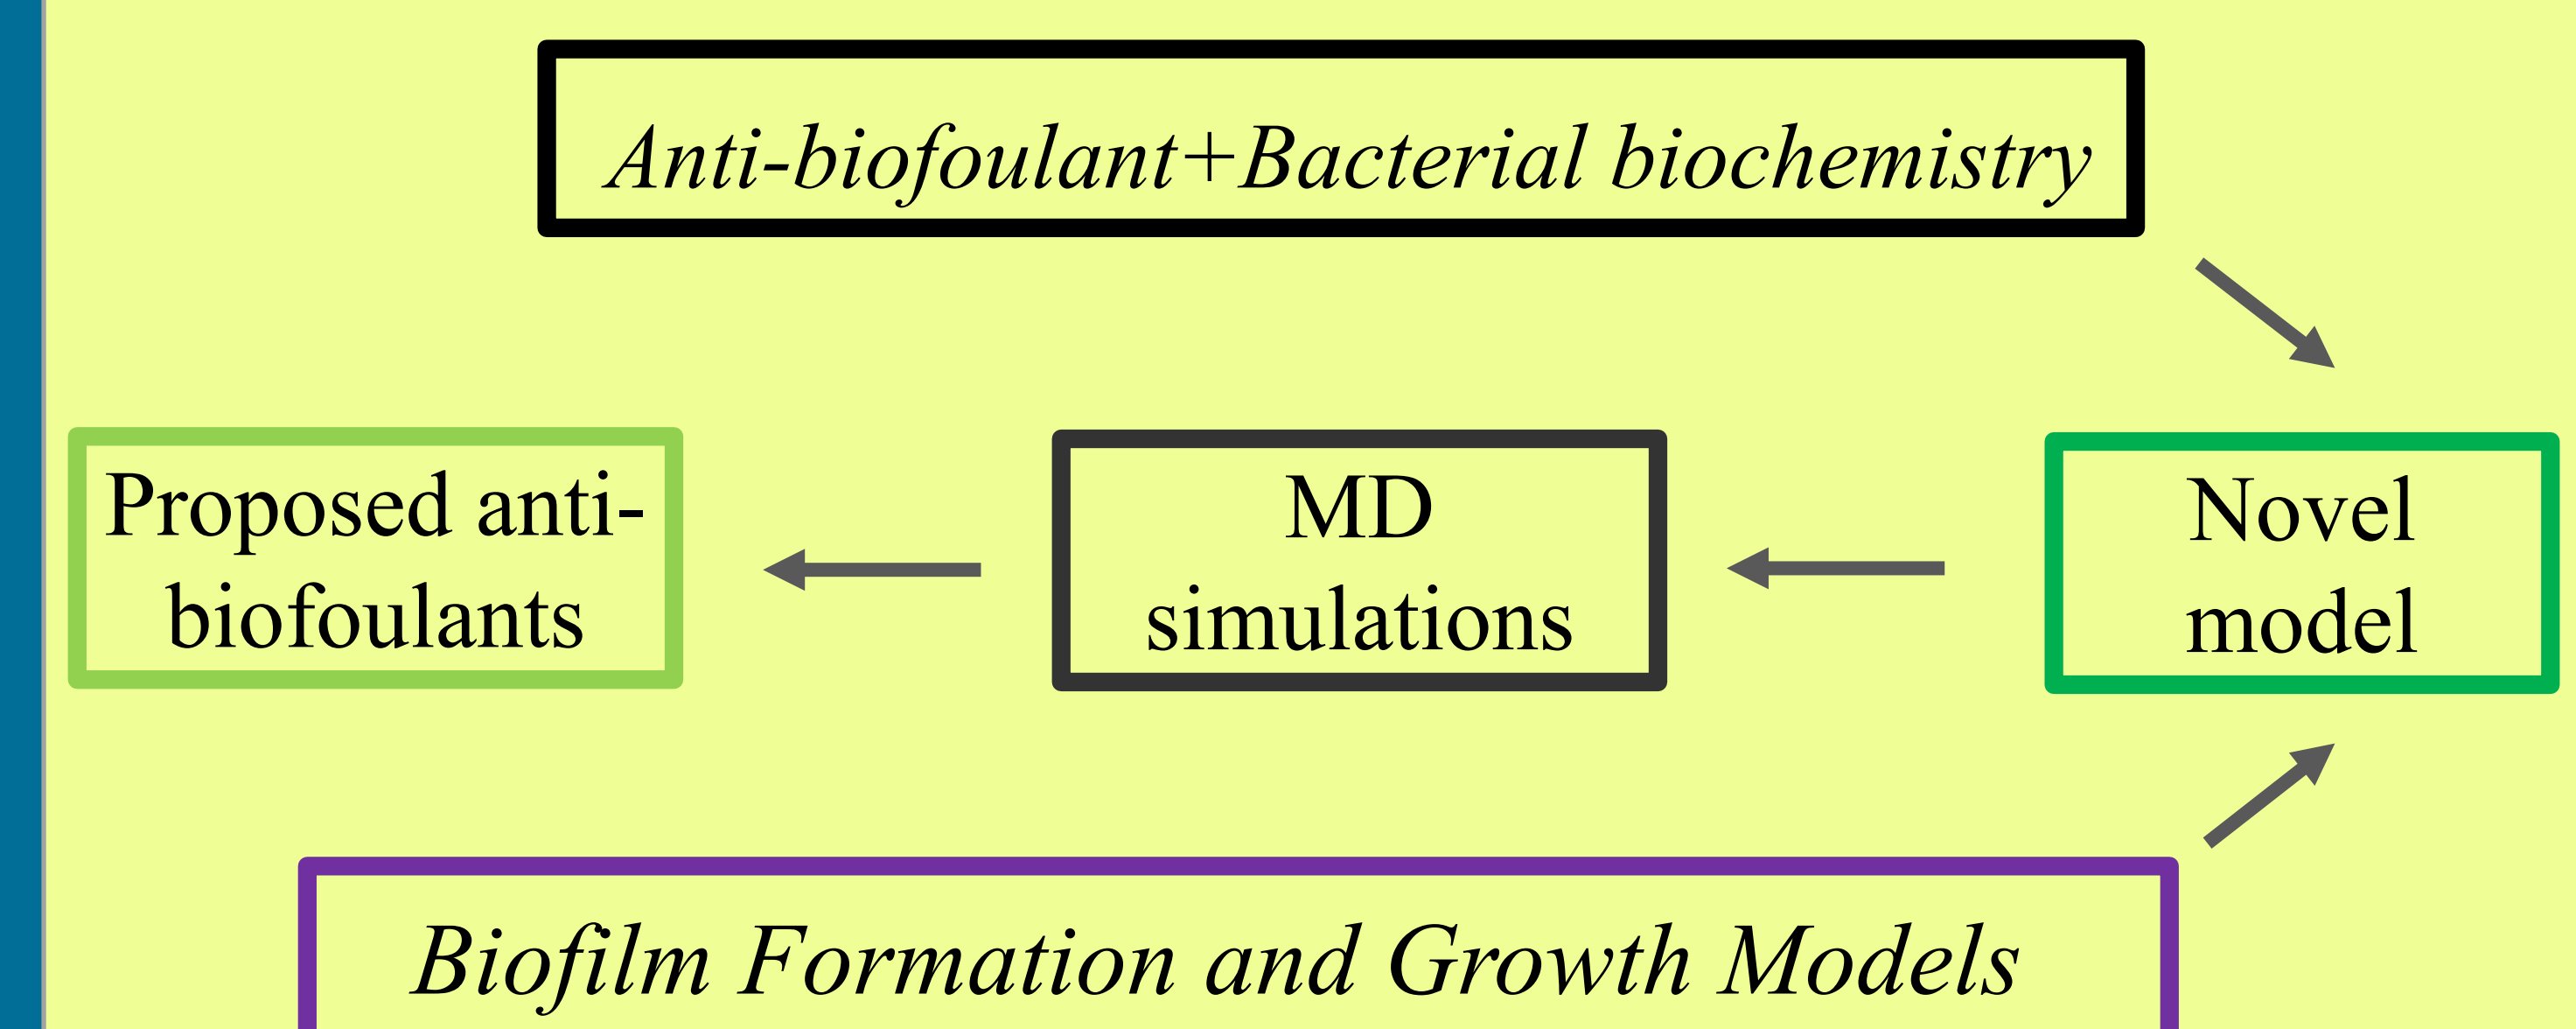 Anti-biofoulant+Bacterial biochemistry
Proposed anti-
biofoulants
MD
simulations
Novel
model
Biofilm Formation and Growth Models